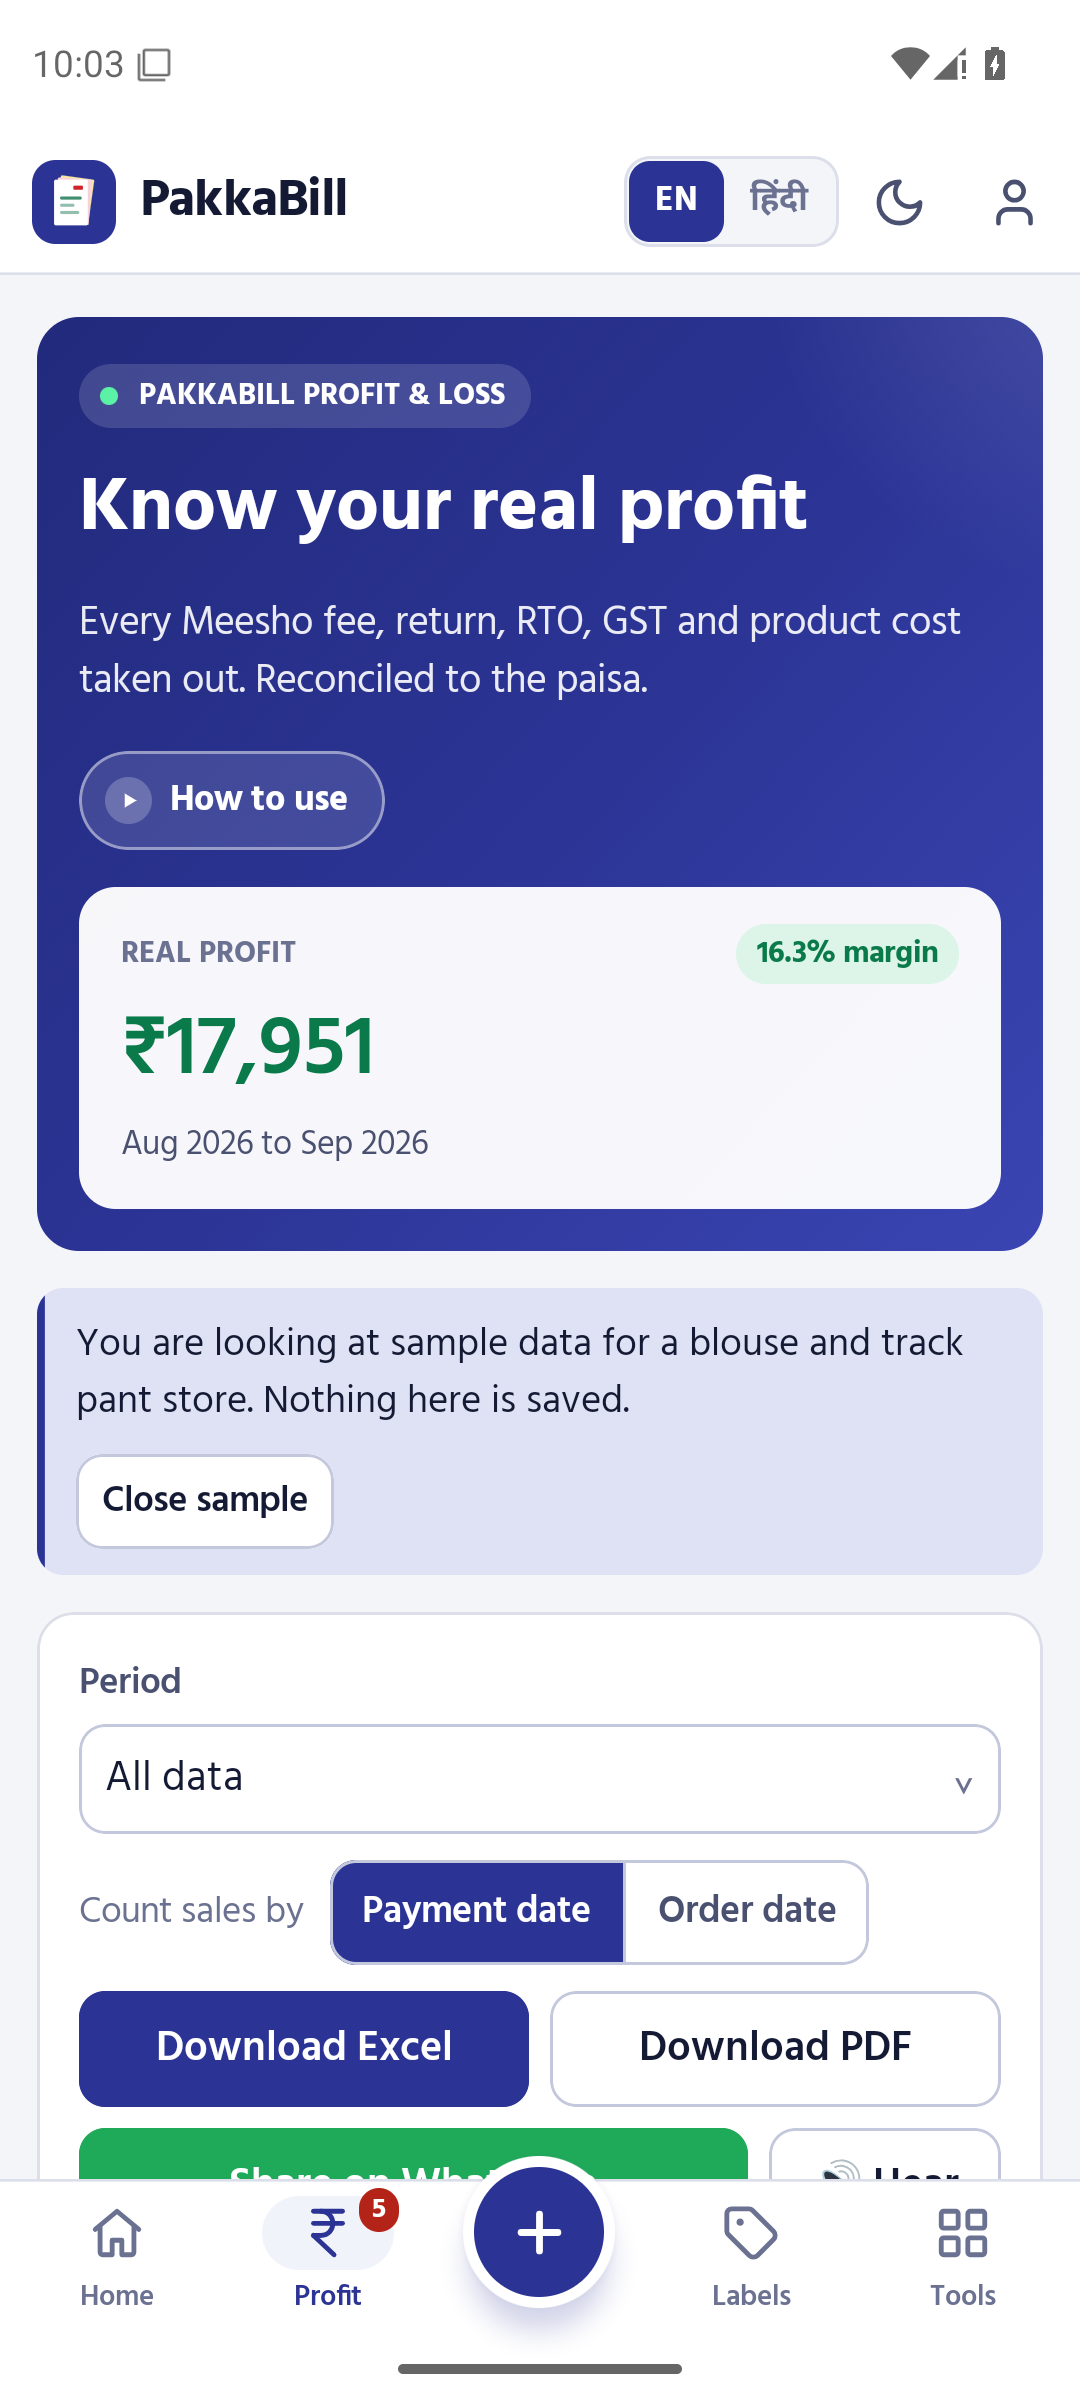 10:03
PakkaBill
EN हिंदी
PAKKABILL PROFIT & LOSS
Know your real profit
Every Meesho fee, return, RTO, GST and product cost
taken out. Reconciled to the paisa.
How to use
REAL PROFIT
16.3% margin
₹17,951
Aug 2026 to Sep 2026
You are looking at sample data for a blouse and track
pant store. Nothing here is saved.
Close sample
Period
All data
Count sales by Payment date Order date
Download Excel Download PDF
Share on Hear
5
Home Profit Labels Tools